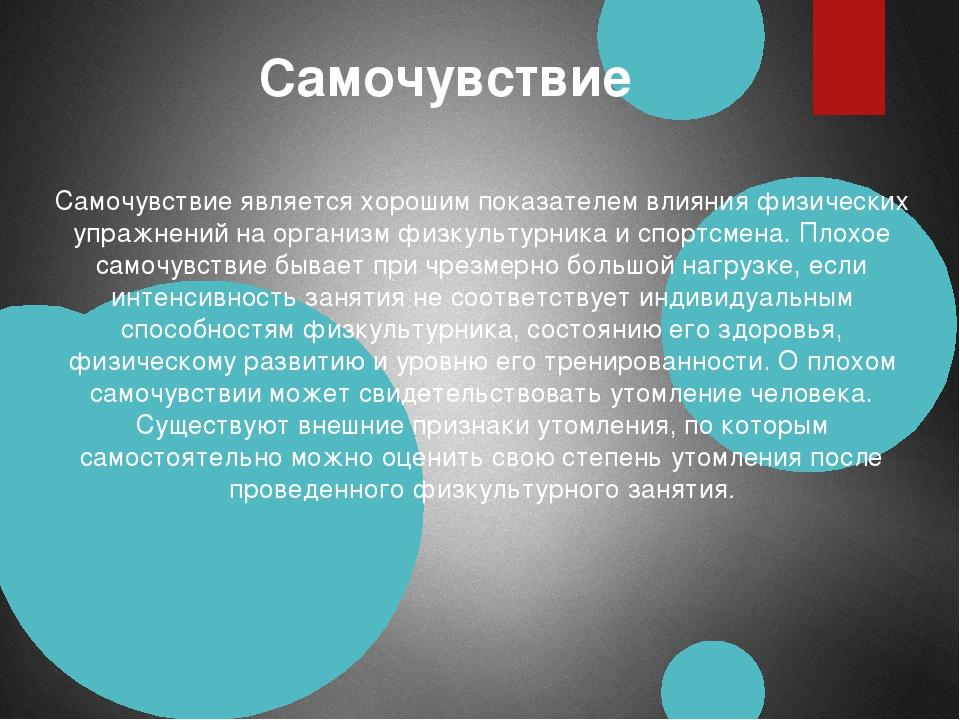 Самочувствие
Самочувствие является хорошим показателем влияния физических
упражнений на организм физкультурника и спортсмена. Плохое
самочувствие бывает при чрезмерно большой нагрузке, если
интенсивность занятия не соответствует индивидуальным
способностям физкультурника, состоянию его здоровья,
физическому развитию и уровню его тренированности. О плохом
самочувствии может свидетельствовать утомление человека.
Существуют внешние признаки утомления, по которым
самостоятельно можно оценить свою степень утомления после
проведенного физкультурного занятия.